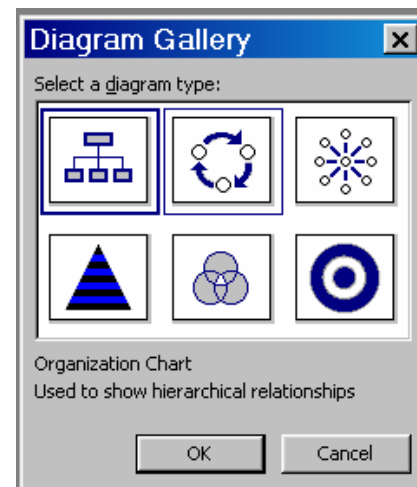 Diagram Gallery
Select a diagram type:
Organization Chart
Used to show hierarchical relationships
OK
Cancel